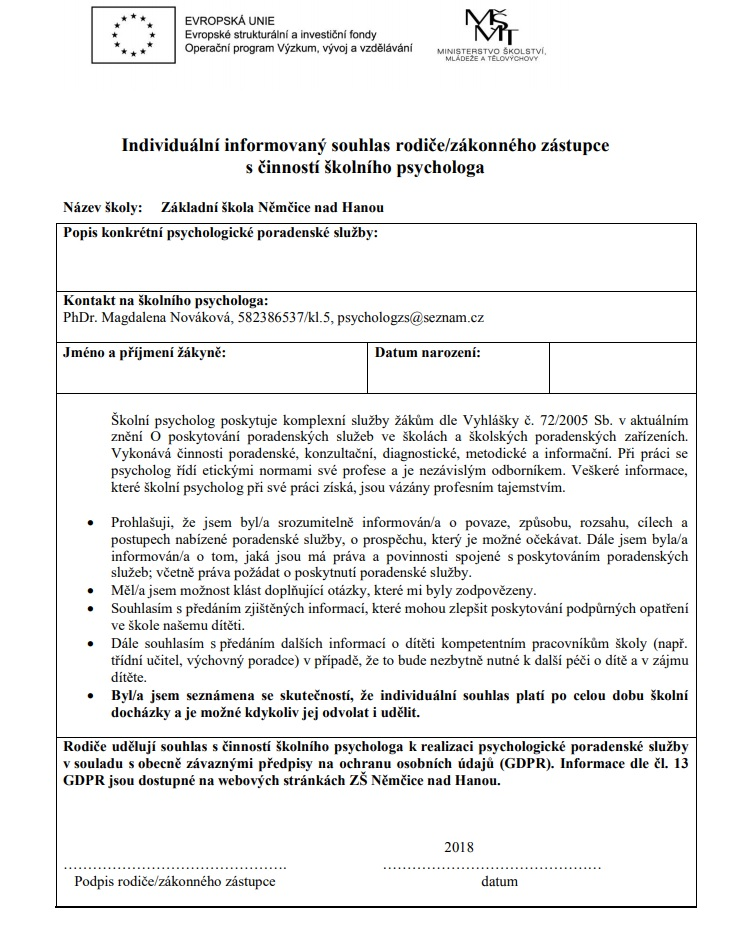 EVROPSKÁ UNIE
Evropské strukturální a investiční fondy
Operační program Výzkum, vývoj a vzdělávání
MŠMT
MINISTERSTVO ŠKOLSTVÍ,
MLÁDEŽE A TĚLOVÝCHOVY
Individuální informovaný souhlas rodiče/zákonného zástupce
s činností školního psychologa
Název školy: Základní škola Němčice nad Hanou
Popis konkrétní psychologické poradenské služby:
Kontakt na školního psychologa:
PhDr. Magdalena Nováková, 582386537/kl.5, psychologzs@seznam.cz
Jméno a příjmení žákyně: Datum narození:
Školní psycholog poskytuje komplexní služby žákům dle Vyhlášky č. 72/2005 Sb. v aktuálním
znění O poskytování poradenských služeb ve školách a školských poradenských zařízeních.
Vykonává činnosti poradenské, konzultační, diagnostické, metodické a informační. Při práci se
psycholog řídí etickými normami své profese a je nezávislým odborníkem. Veškeré informace,
které školní psycholog při své práci získá, jsou vázány profesním tajemstvím.
• Prohlašuji, že jsem byl/a srozumitelně informován/a o povaze, způsobu, rozsahu, cílech a
postupech nabízené poradenské služby, o prospěchu, který je možné očekávat. Dále jsem byla/a
informován/a o tom, jaká jsou má práva a povinnosti spojené s poskytováním poradenských
služeb; včetně práva požádat o poskytnutí poradenské služby.
• Měl/a jsem možnost klást doplňující otázky, které mi byly zodpovězeny.
• Souhlasím s předáním zjištěných informací, které mohou zlepšit poskytování podpůrných opatření
ve škole našemu dítěti.
• Dále souhlasím s předáním dalších informací o dítěti kompetentním pracovníkům školy (např.
třídní učitel, výchovný poradce) v případě, že to bude nezbytně nutné k další péči o dítě a v zájmu
dítěte.
• Byl/a jsem seznámena se skutečností, že individuální souhlas platí po celou dobu školní
docházky a je možné kdykoliv jej odvolat i udělit.
Rodiče udělují souhlas s činností školního psychologa k realizaci psychologické poradenské služby
v souladu s obecně závaznými předpisy na ochranu osobních údajů (GDPR). Informace dle čl. 13
GDPR jsou dostupné na webových stránkách ZŠ Němčice nad Hanou.
2018
…………………………………………. …………………………………………
Podpis rodiče/zákonného zástupce datum